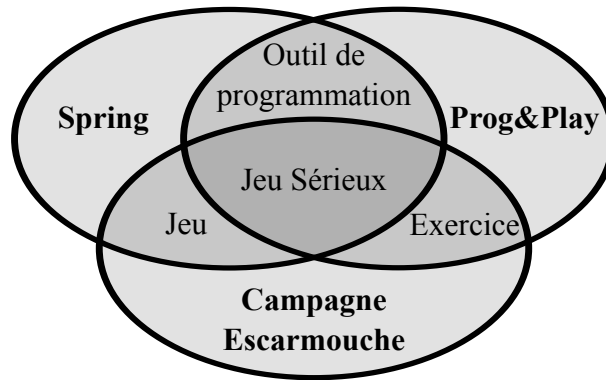 Outil de
programmation
Spring
Prog&Play
Jeu Sérieux
Jeu
Exercice
Campagne
Escarmouche